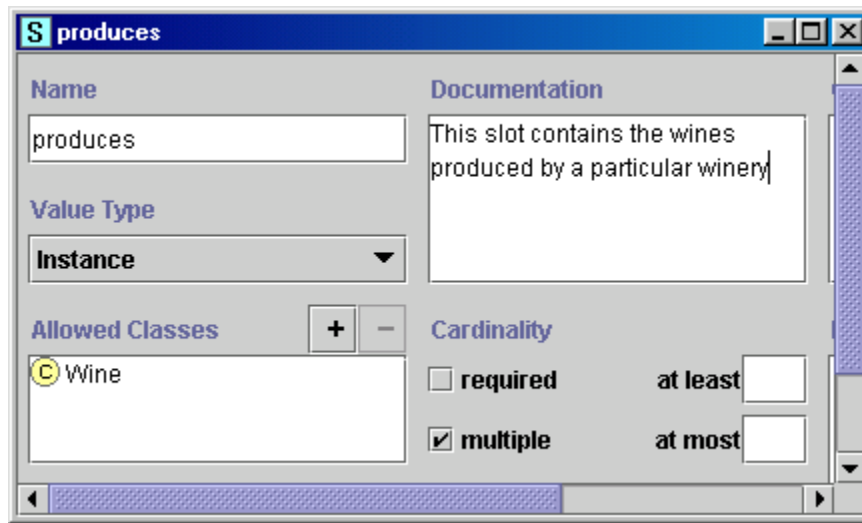 S produces
Name
produces
Value Type
Instance
Allowed Classes
+ −
C Wine
Documentation
This slot contains the wines
produced by a particular winery
Cardinality
required at least
multiple at most